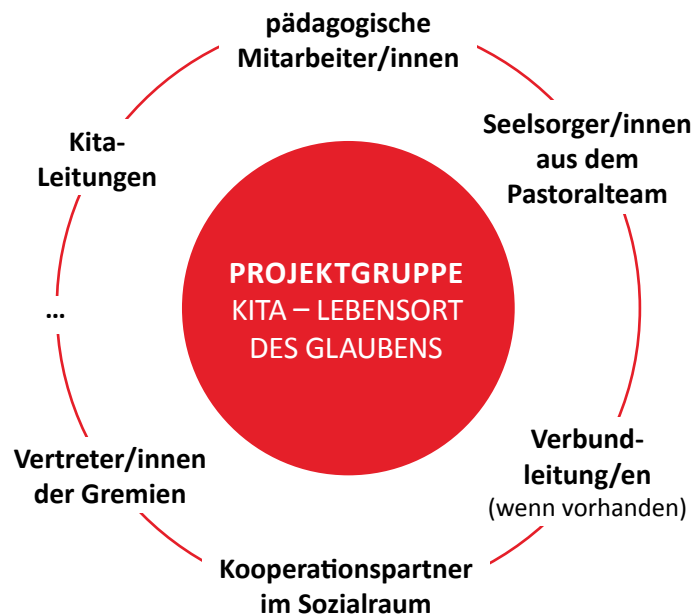 pädagogische
Mitarbeiter/innen
Seelsorger/innen
aus dem
Pastoralteam
Kita-
Leitungen
PROJEKTGRUPPE
KITA – LEBENSORT
DES GLAUBENS
...
Verbund-
leitung/en
(wenn vorhanden)
Vertreter/innen
der Gremien
Kooperationspartner
im Sozialraum